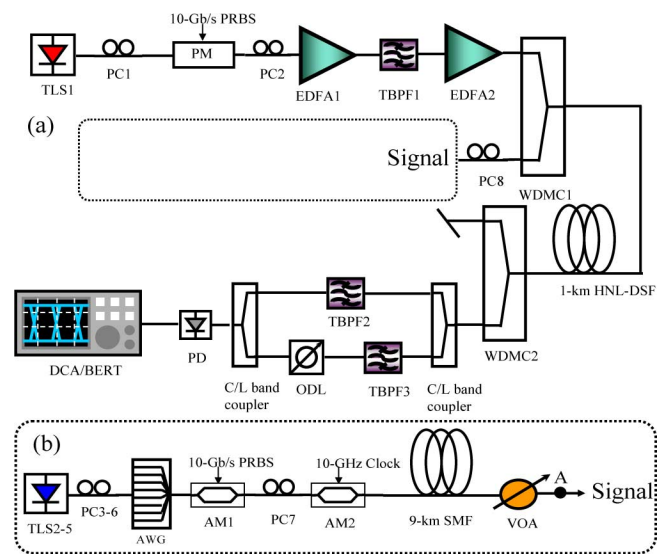 10-Gb/s PRBS
PM
TLS1
PC1
PC2
EDFA1
TBPF1
EDFA2
(a)
Signal
PC8
WDMC1
1-km HNL-DSF
WDMC2
TBPF2
DCA/BERT
PD
C/L band
coupler
ODL
TBPF3
C/L band
coupler
(b)
10-Gb/s PRBS
10-GHz Clock
A
Signal
TLS2-5
PC3-6
AWG
AM1
PC7
AM2
9-km SMF
VOA